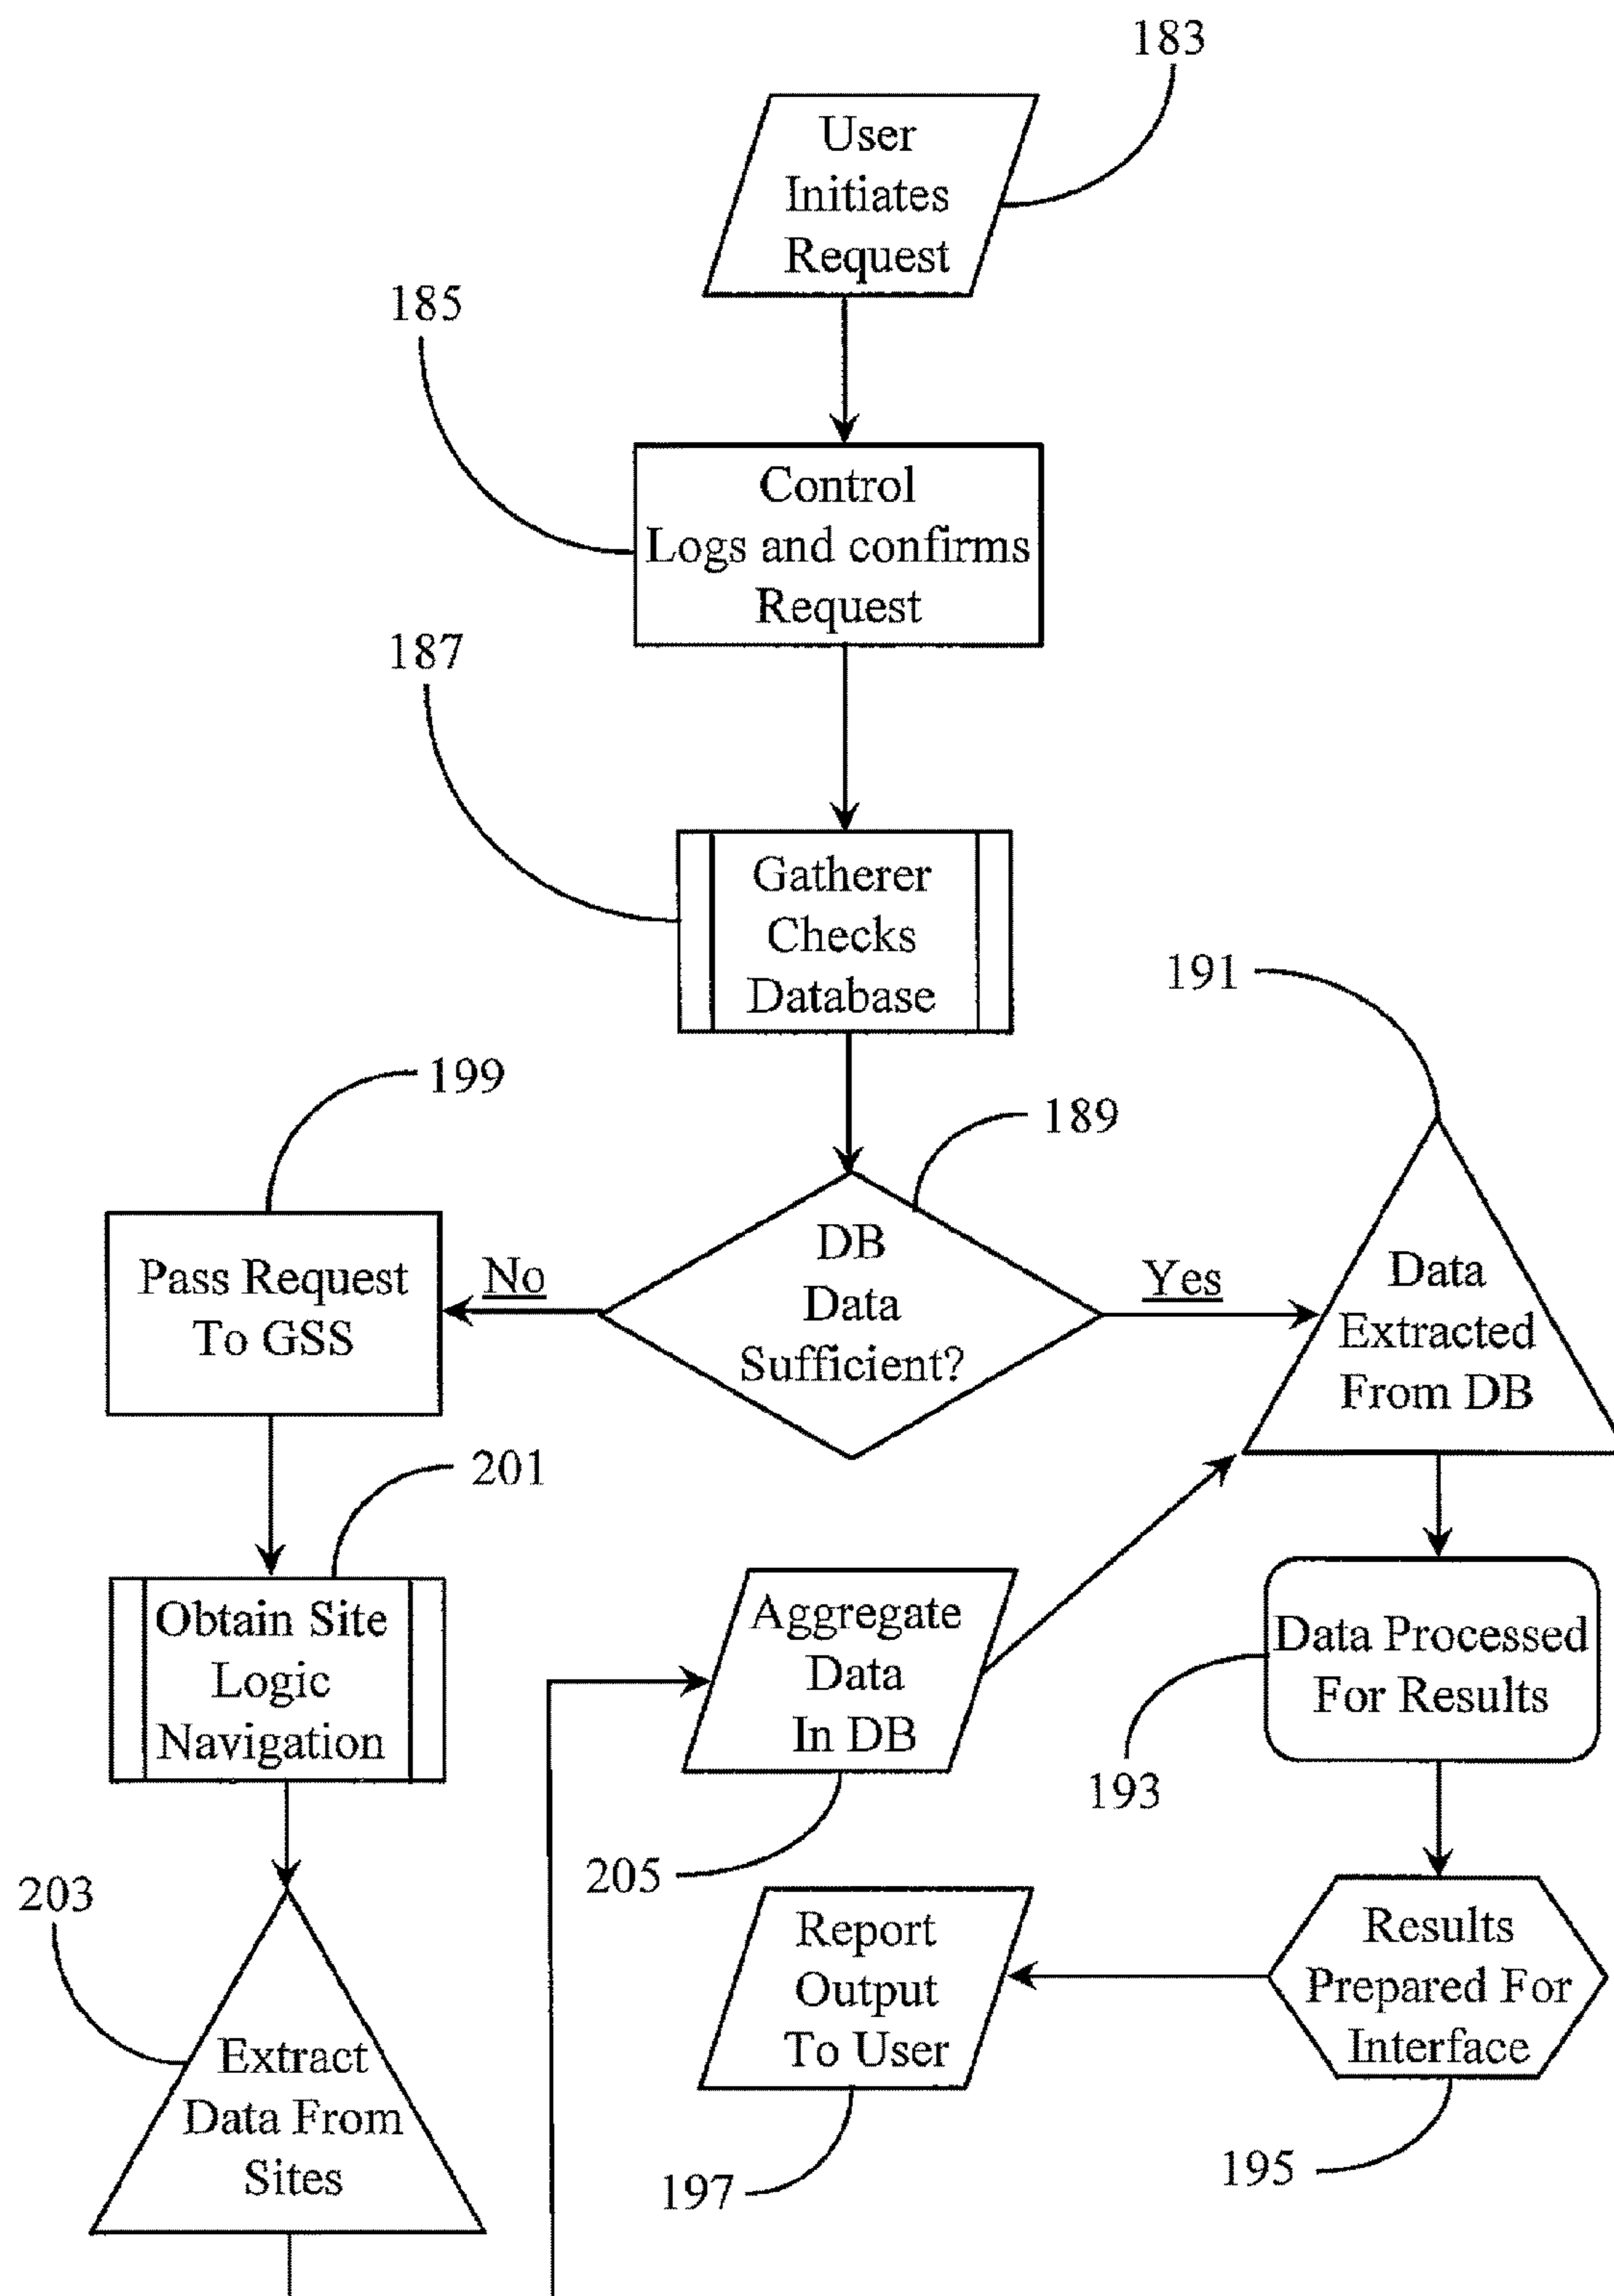 183
User
Initiates
Request
185
Control
Logs and confirms
Request
187
Gatherer
Checks
Database
191
199
189
DB
Data
Sufficient?
No
Yes
Pass Request
To GSS
Data
Extracted
From DB
201
Obtain Site
Logic
Navigation
Aggregate
Data
In DB
Data Processed
For Results
193
205
203
Report
Output
To User
Results
Prepared For
Interface
Extract
Data From
Sites
197
195